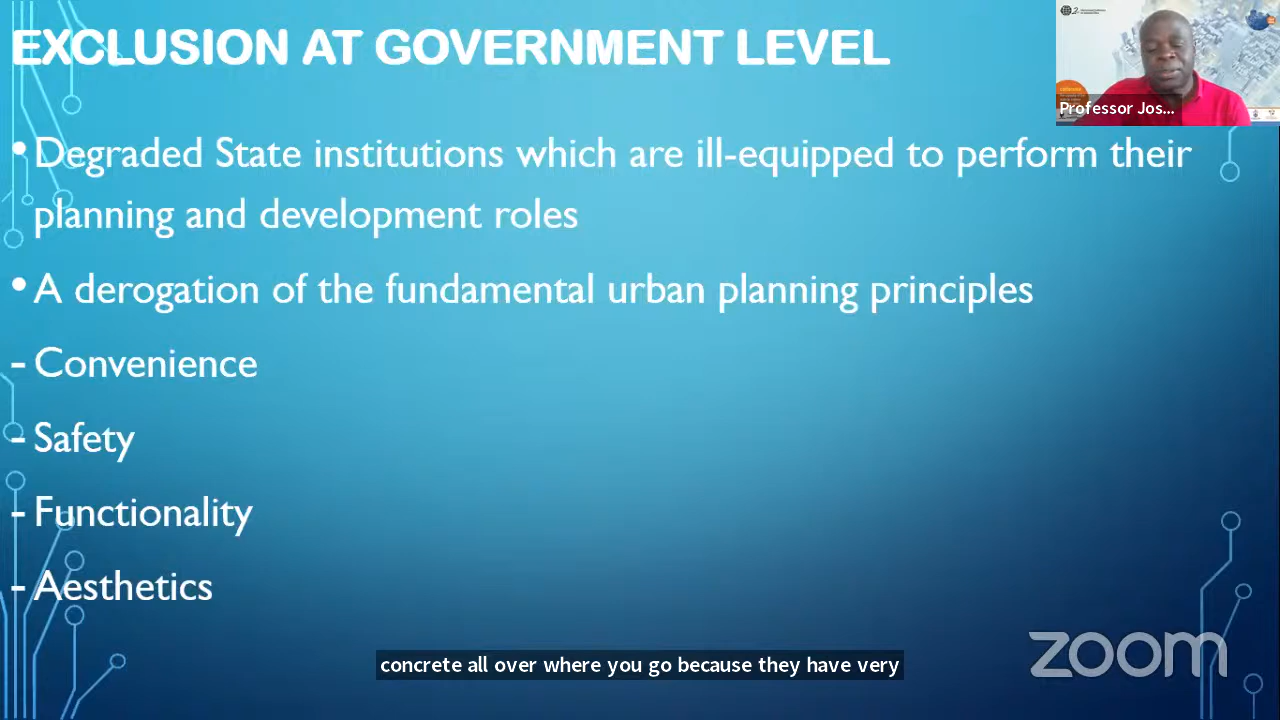 EXCLUSION AT GOVERNMENT LEVEL
Professor Jos...
• Degraded State institutions which are ill-equipped to perform their
planning and development roles
• A derogation of the fundamental urban planning principles
- Convenience
- Safety
- Functionality
- Aesthetics
concrete all over where you go because they have very
zoom